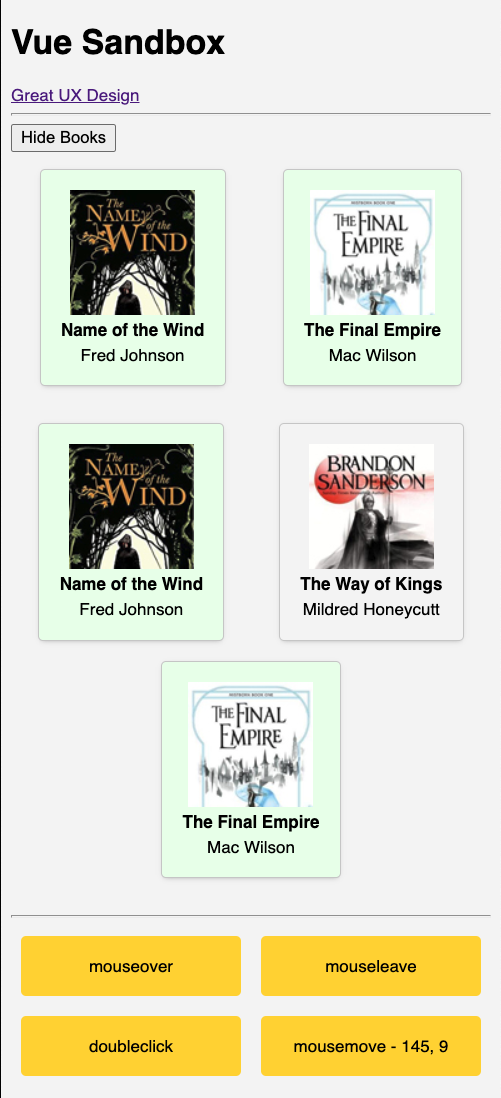 Vue Sandbox
Great UX Design
Hide Books
The
NAME of the
WIND
Name of the Wind
Fred Johnson
MISTBORN BOOK ONE
THE FINAL
EMPIRE
The Final Empire
Mac Wilson
The
NAME of the
WIND
Name of the Wind
Fred Johnson
BRANDON
SANDERSON
The Way of Kings
Mildred Honeycutt
MISTBORN BOOK ONE
THE FINAL
EMPIRE
The Final Empire
Mac Wilson
mouseover
mouseleave
doubleclick
mousemove - 145, 9